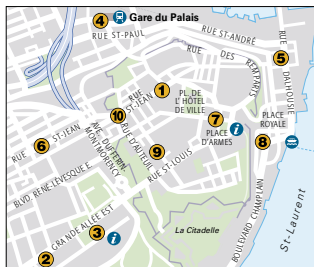 4
Gare du Palais
RUE ST-PAUL
RUE ST-ANDRÉ
5
RUE DALHOUSIE
RUE DES REMPARTS
1
RUE ST-JEAN
PL. DE
L'HÔTEL
DE VILLE
10
7
i
PLACE
ROYALE
PLACE
D'ARMES
8
6
RUE ST-JEAN
AVE. DUFFERIN
MONTMORENCY
RUE D'AUTEUIL
9
RUE ST-LOUIS
BLVD. RENÉ-LÉVESQUE E.
GRANDE ALLÉE EST
3
i
2
La Citadelle
BOULEVARD CHAMPLAIN
St-Laurent